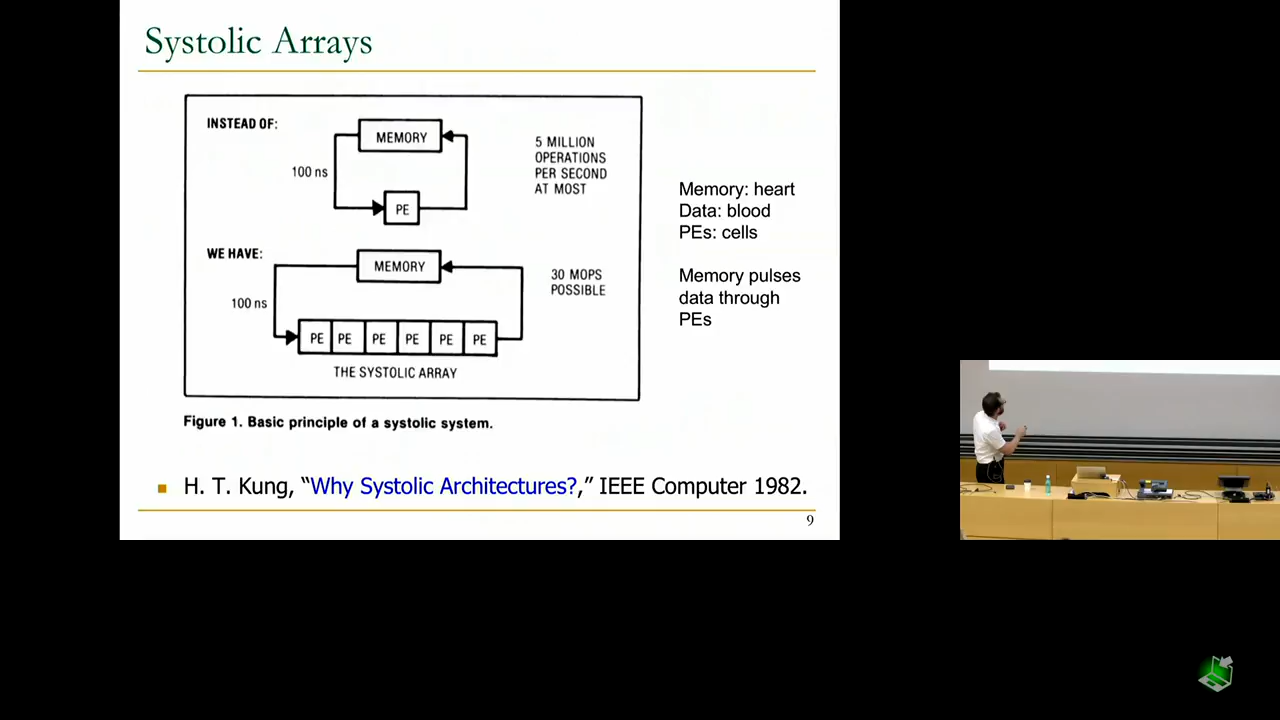 Systolic Arrays
INSTEAD OF:
MEMORY
100 ns
PE
5 MILLION
OPERATIONS
PER SECOND
AT MOST
WE HAVE:
MEMORY
100 ns
PE PE PE PE PE PE
THE SYSTOLIC ARRAY
30 MOPS
POSSIBLE
Figure 1. Basic principle of a systolic system.
Memory: heart
Data: blood
PEs: cells
Memory pulses
data through
PEs
H. T. Kung, “Why Systolic Architectures?,” IEEE Computer 1982.
9